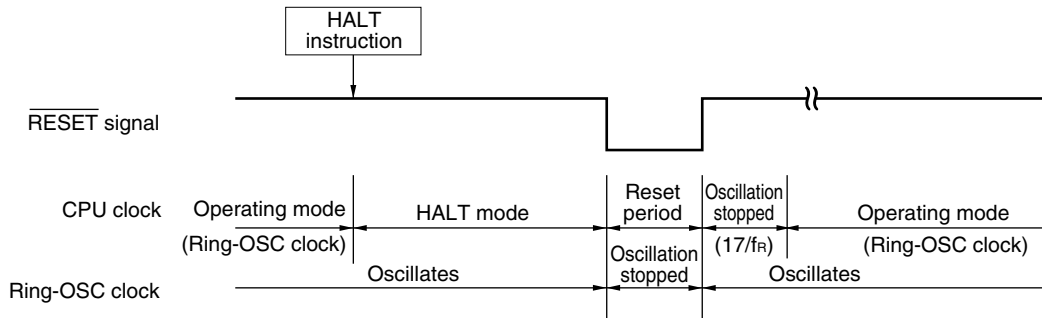 HALT
instruction
RESET signal
CPU clock
Operating mode
(Ring-OSC clock)
HALT mode
Reset
period
Oscillation
stopped
(17/fR)
Operating mode
(Ring-OSC clock)
Ring-OSC clock
Oscillates
Oscillation
stopped
Oscillates